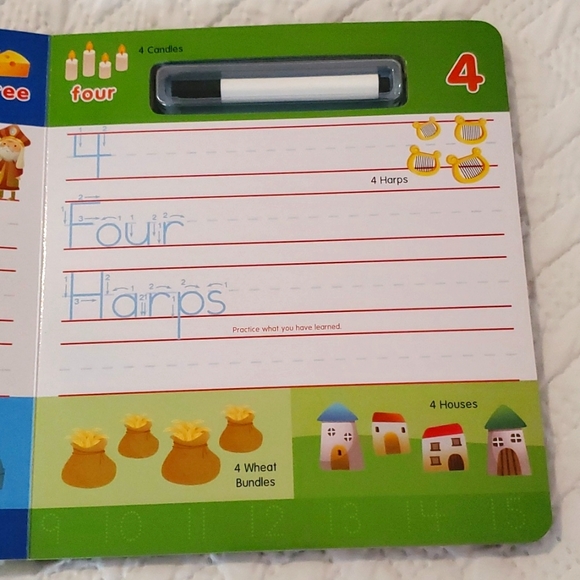 ee
4 Candles
four
4
4
4 Harps
Four
Harps
Practice what you have learned.
4 Houses
4 Wheat
Bundles
9 10 11 12 13 14 15